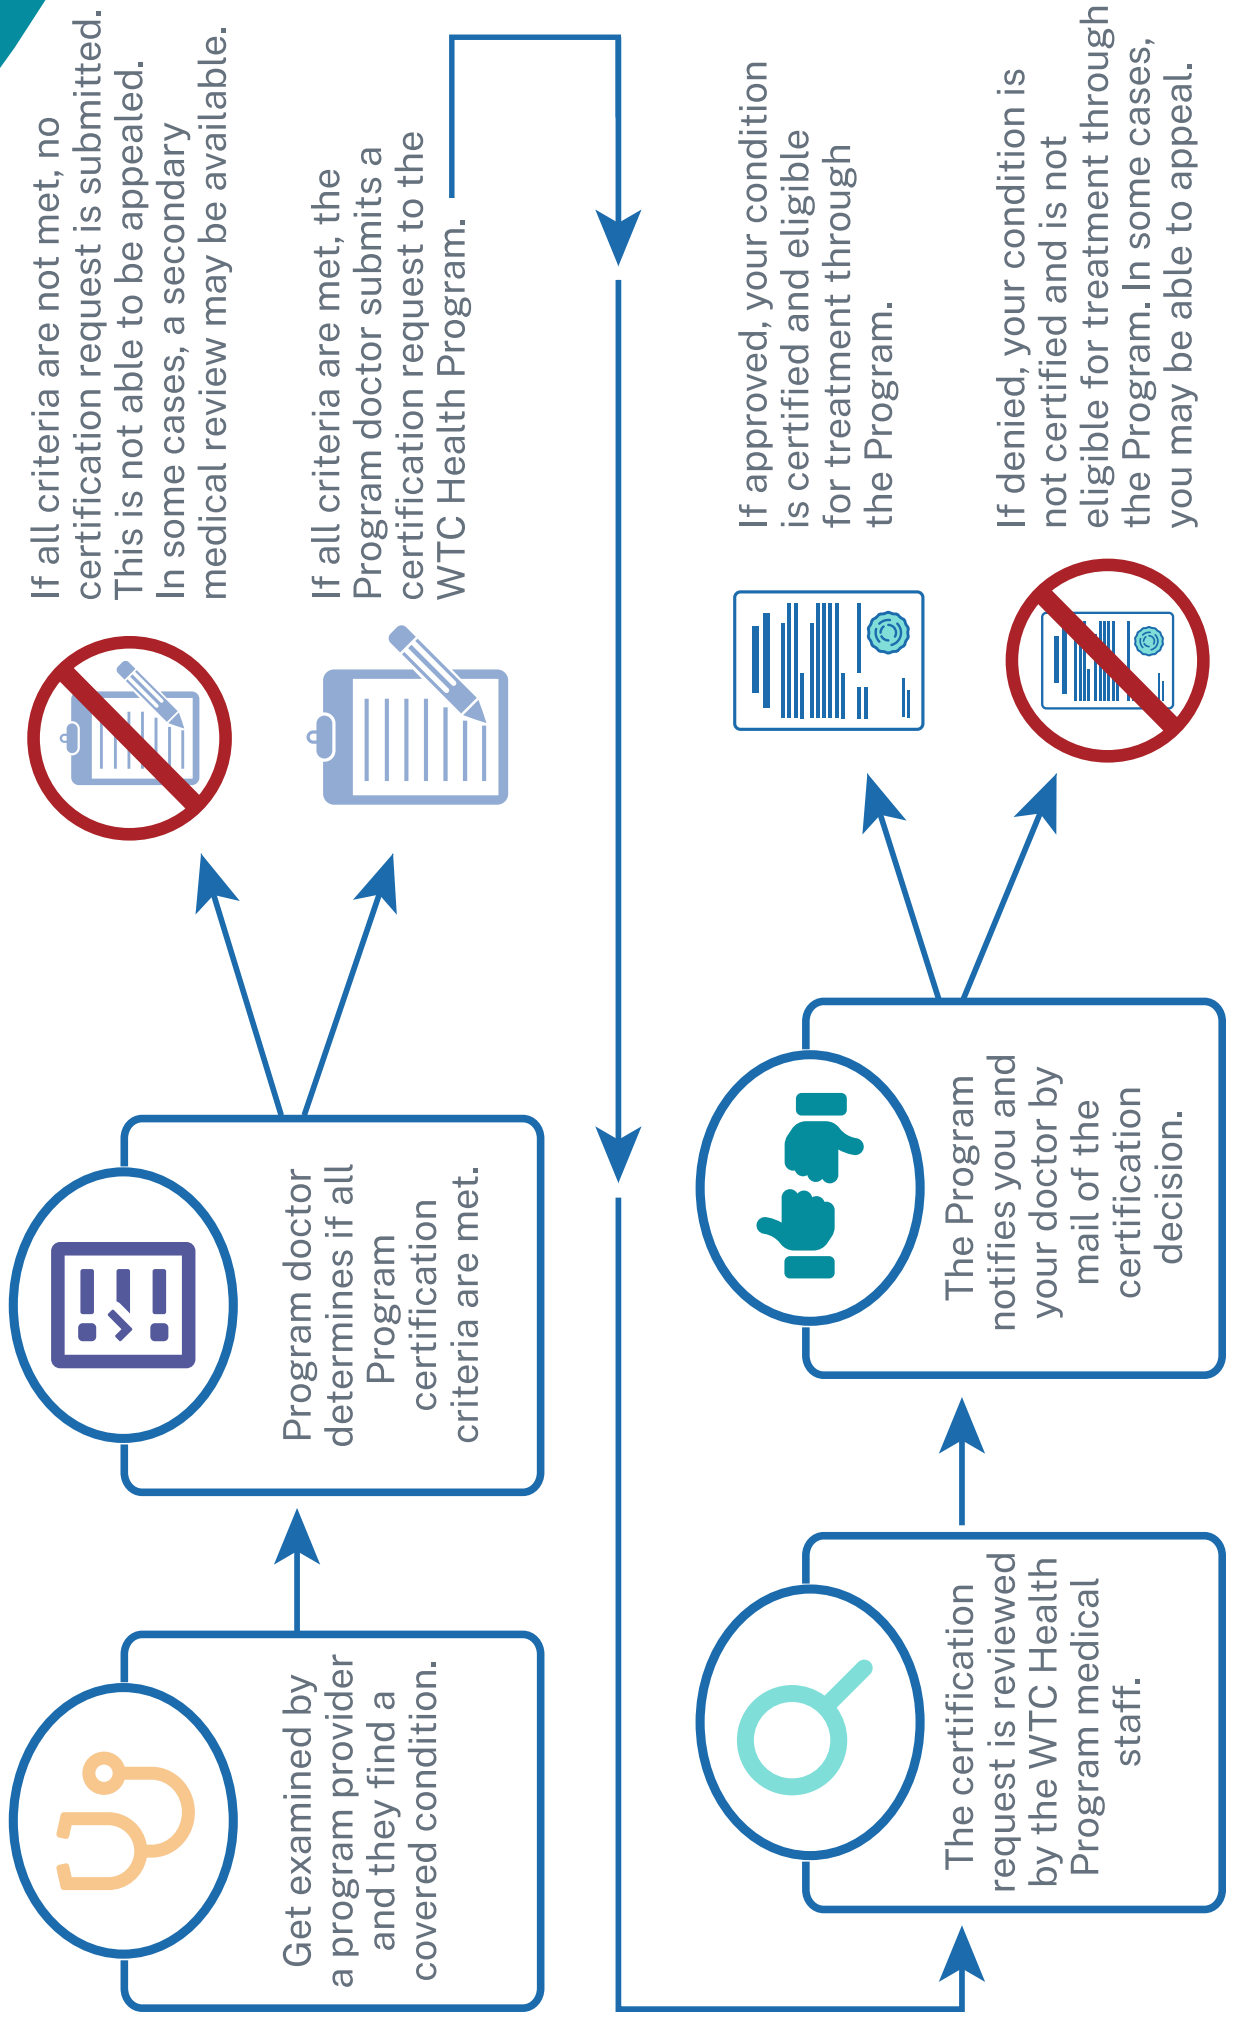 Get examined by
a program provider
and they find a
covered condition.
Program doctor
determines if all
Program
certification
criteria are met.
If all criteria are not met, no
certification request is submitted.
This is not able to be appealed.
In some cases, a secondary
medical review may be available.
If all criteria are met, the
Program doctor submits a
certification request to the
WTC Health Program.
The certification
request is reviewed
by the WTC Health
Program medical
staff.
The Program
notifies you and
your doctor by
mail of the
certification
decision.
If approved, your condition
is certified and eligible
for treatment through
the Program.
If denied, your condition is
not certified and is not
eligible for treatment through
the Program. In some cases,
you may be able to appeal.